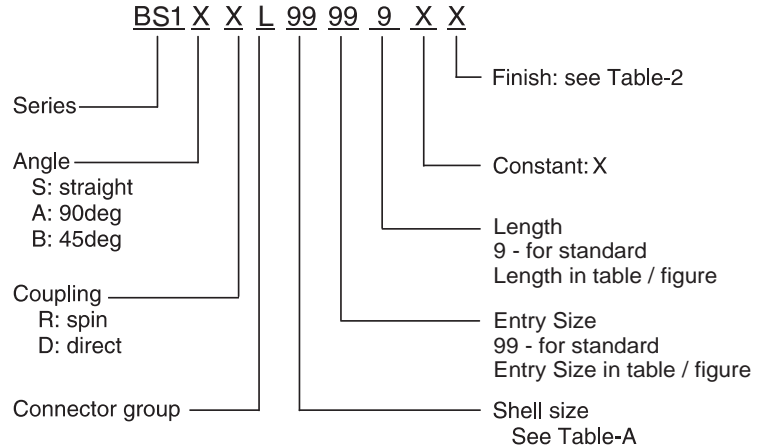 BS1 X X L 99 99 9 X X
Series
Angle
S: straight
A: 90deg
B: 45deg
Coupling
R: spin
D: direct
Connector group
Finish: see Table-2
Constant: X
Length
9 - for standard
Length in table / figure
Entry Size
99 - for standard
Entry Size in table / figure
Shell size
See Table-A